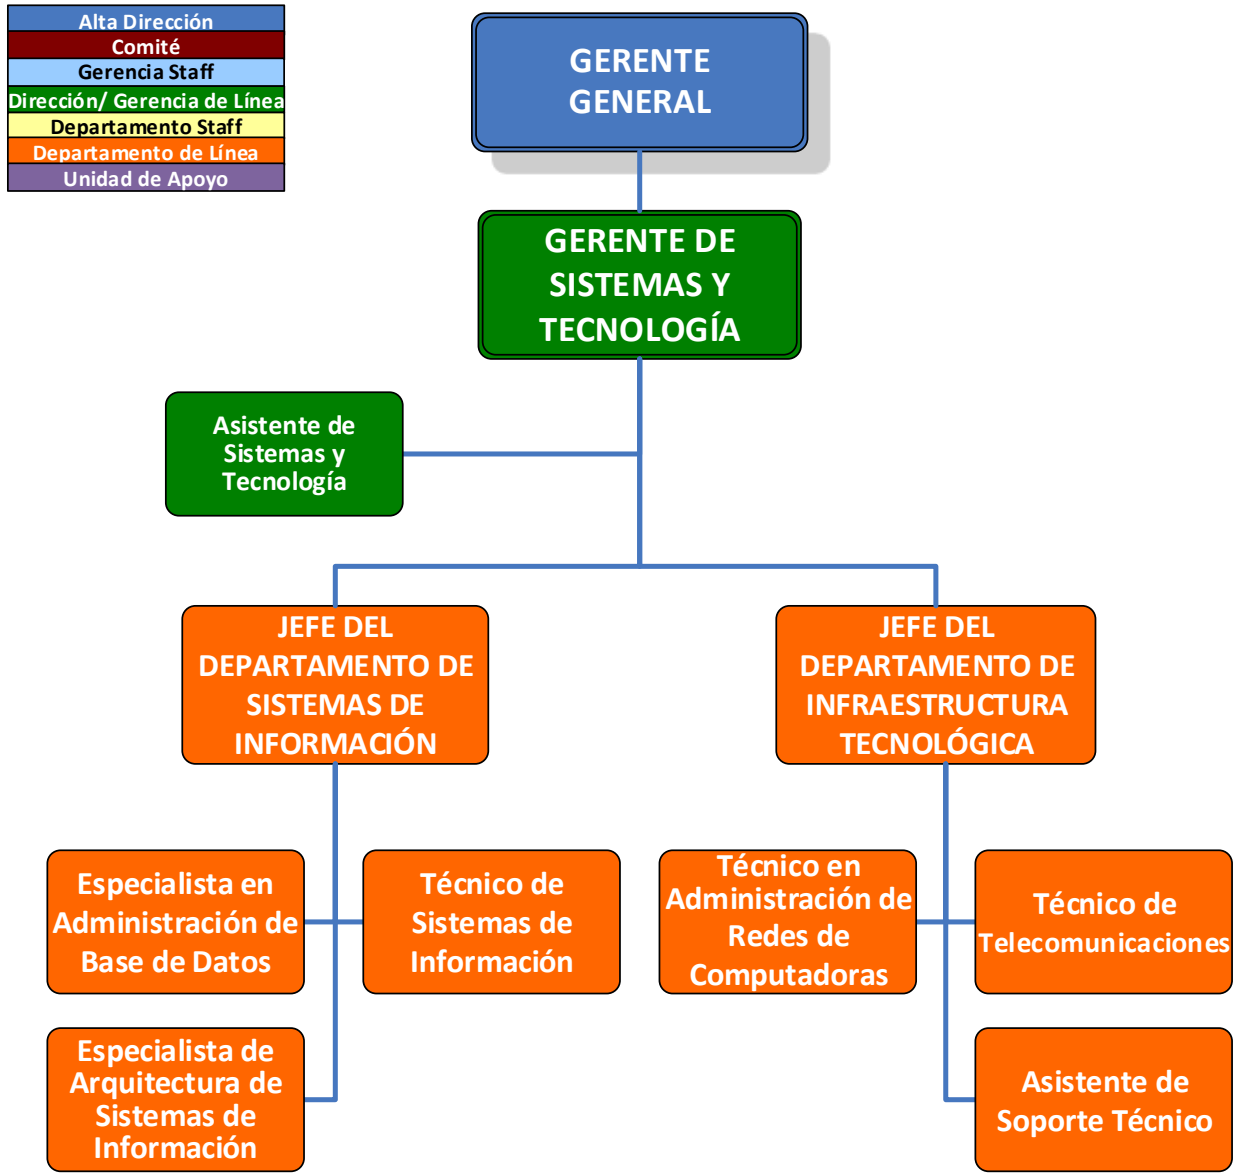 Alta Dirección
Comité
Gerencia Staff
Dirección/ Gerencia de Línea
Departamento Staff
Departamento de Línea
Unidad de Apoyo
GERENTE
GENERAL
GERENTE DE
SISTEMAS Y
TECNOLOGÍA
Asistente de
Sistemas y
Tecnología
JEFE DEL
DEPARTAMENTO DE
SISTEMAS DE
INFORMACIÓN
JEFE DEL
DEPARTAMENTO DE
INFRAESTRUCTURA
TECNOLÓGICA
Especialista en
Administración de
Base de Datos
Técnico de
Sistemas de
Información
Técnico en
Administración de
Redes de
Computadoras
Técnico de
Telecomunicaciones
Especialista de
Arquitectura de
Sistemas de
Información
Asistente de
Soporte Técnico